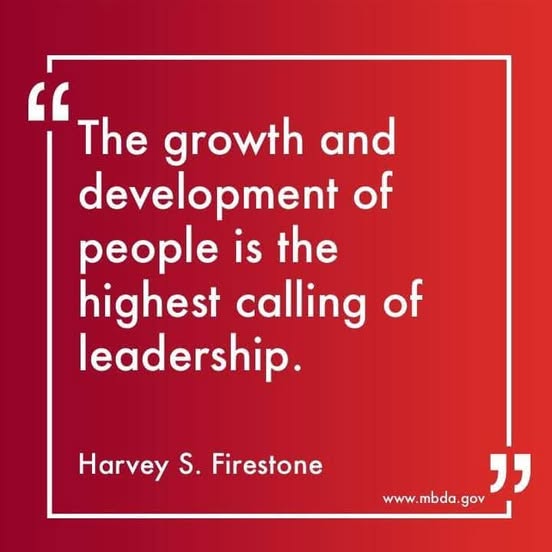 “
The growth and
development of
people is the
highest calling of
leadership.
Harvey S. Firestone
www.mbda.gov
”